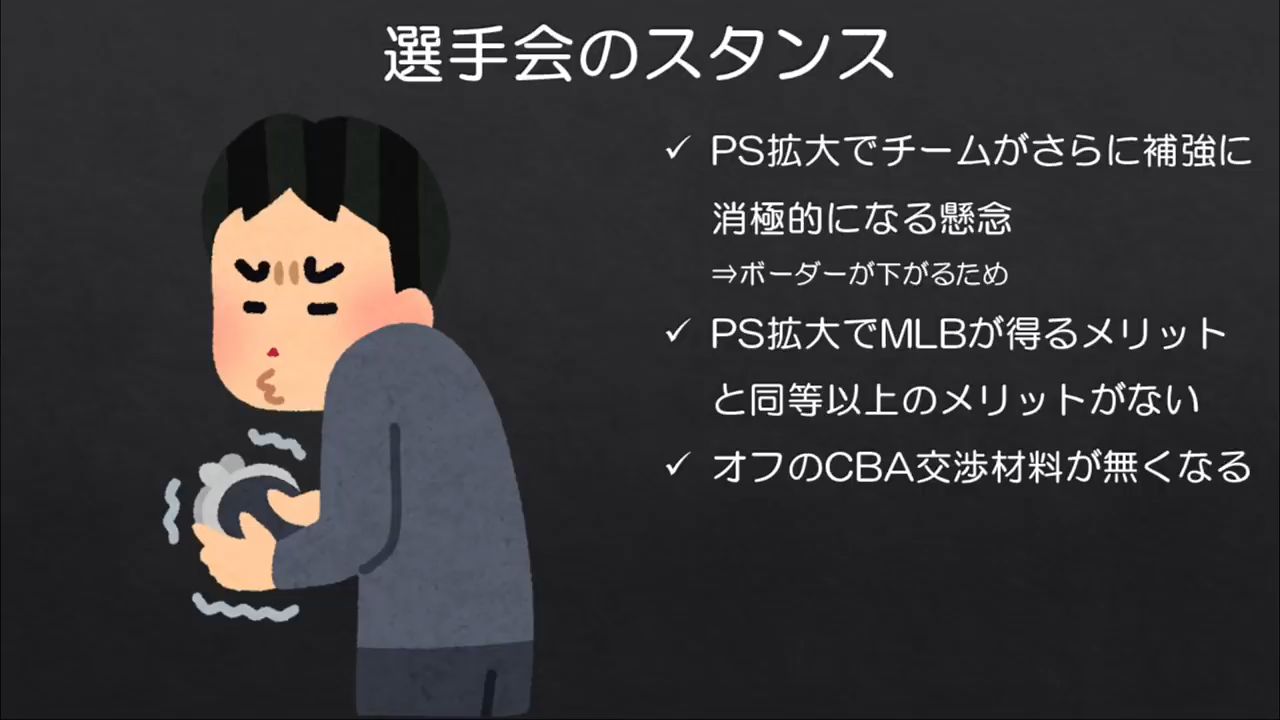 選手会のスタンス
✓ PS拡大でチームがさらに補強に
消極的になる懸念
⇒ボーダーが下がるため
✓ PS拡大でMLBが得るメリット
と同等以上のメリットがない
✓ オフのCBA交渉材料が無くなる